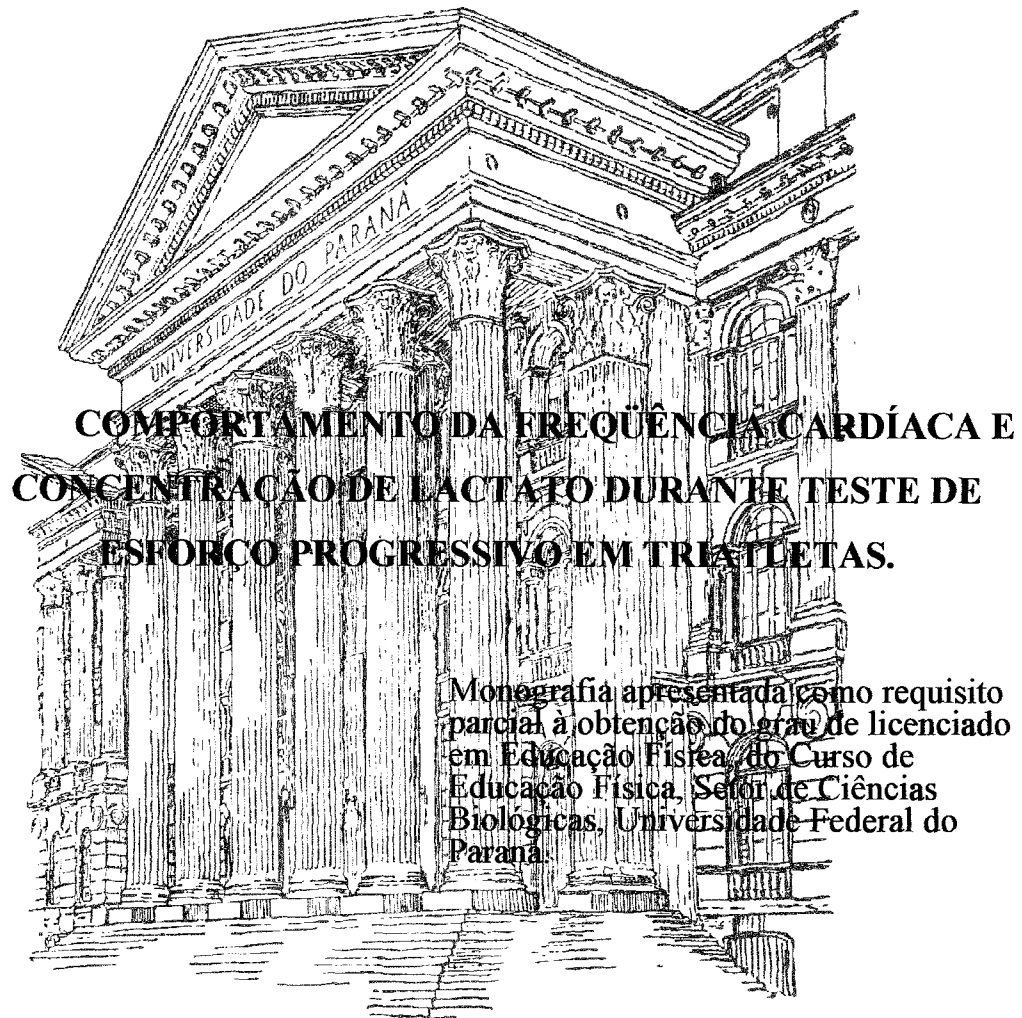 UNIVERSIDADE DO PARANÁ
COMPORTAMENTO DA FREQÜÊNCIA CARDÍACA E
CONCENTRAÇÃO DE LACTATO DURANTE TESTE DE
ESFORÇO PROGRESSIVO EM TRIATLETAS.
Monografia apresentada como requisito
parcial à obtenção do grau de licenciado
em Educação Física, do Curso de
Educação Física, Setor de Ciências
Biológicas, Universidade Federal do
Paraná.